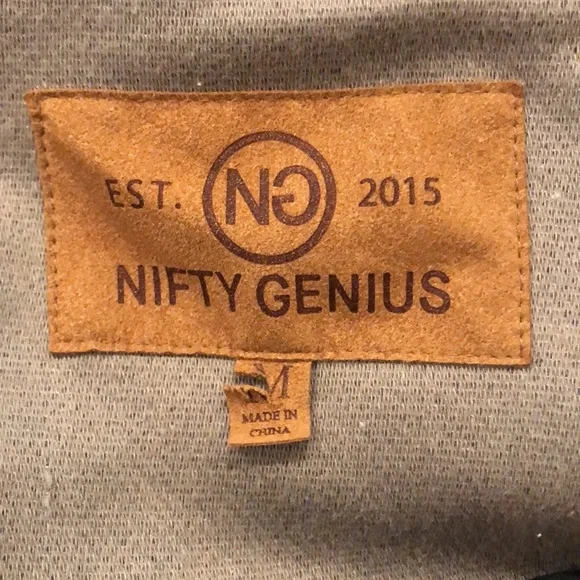 EST. NG 2015
NIFTY GENIUS
M
MADE IN
CHINA